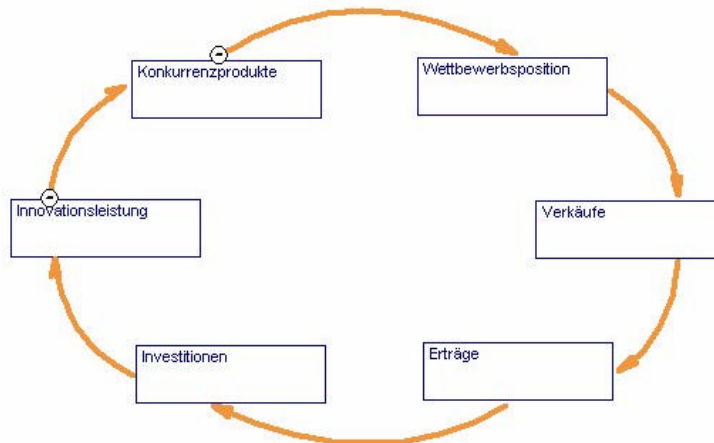 Konkurrenzprodukte
Wettbewerbsposition
Innovationsleistung
Verkäufe
Investitionen
Erträge